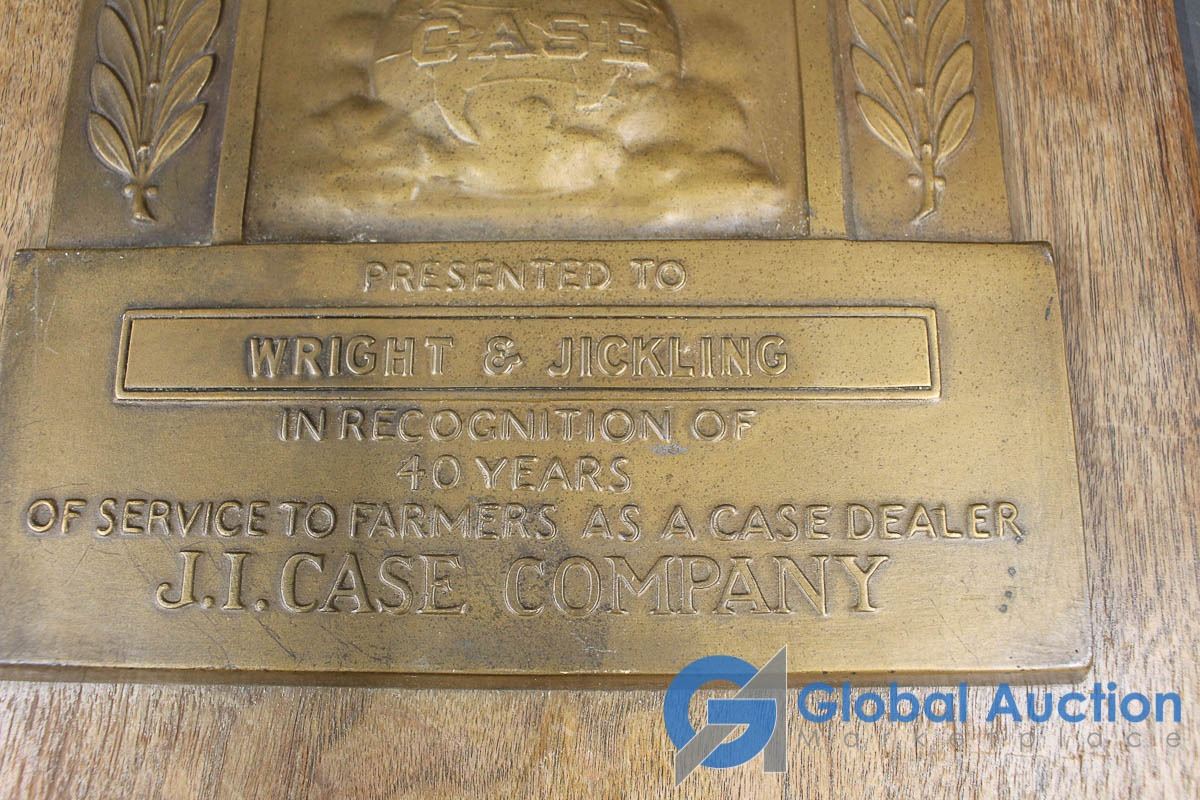 CASE
PRESENTED TO
WRIGHT & JICKLING
IN RECOGNITION OF
40 YEARS
OF SERVICE TO FARMERS AS A CASE DEALER
J.I. CASE COMPANY
Global Auction
Marketplace